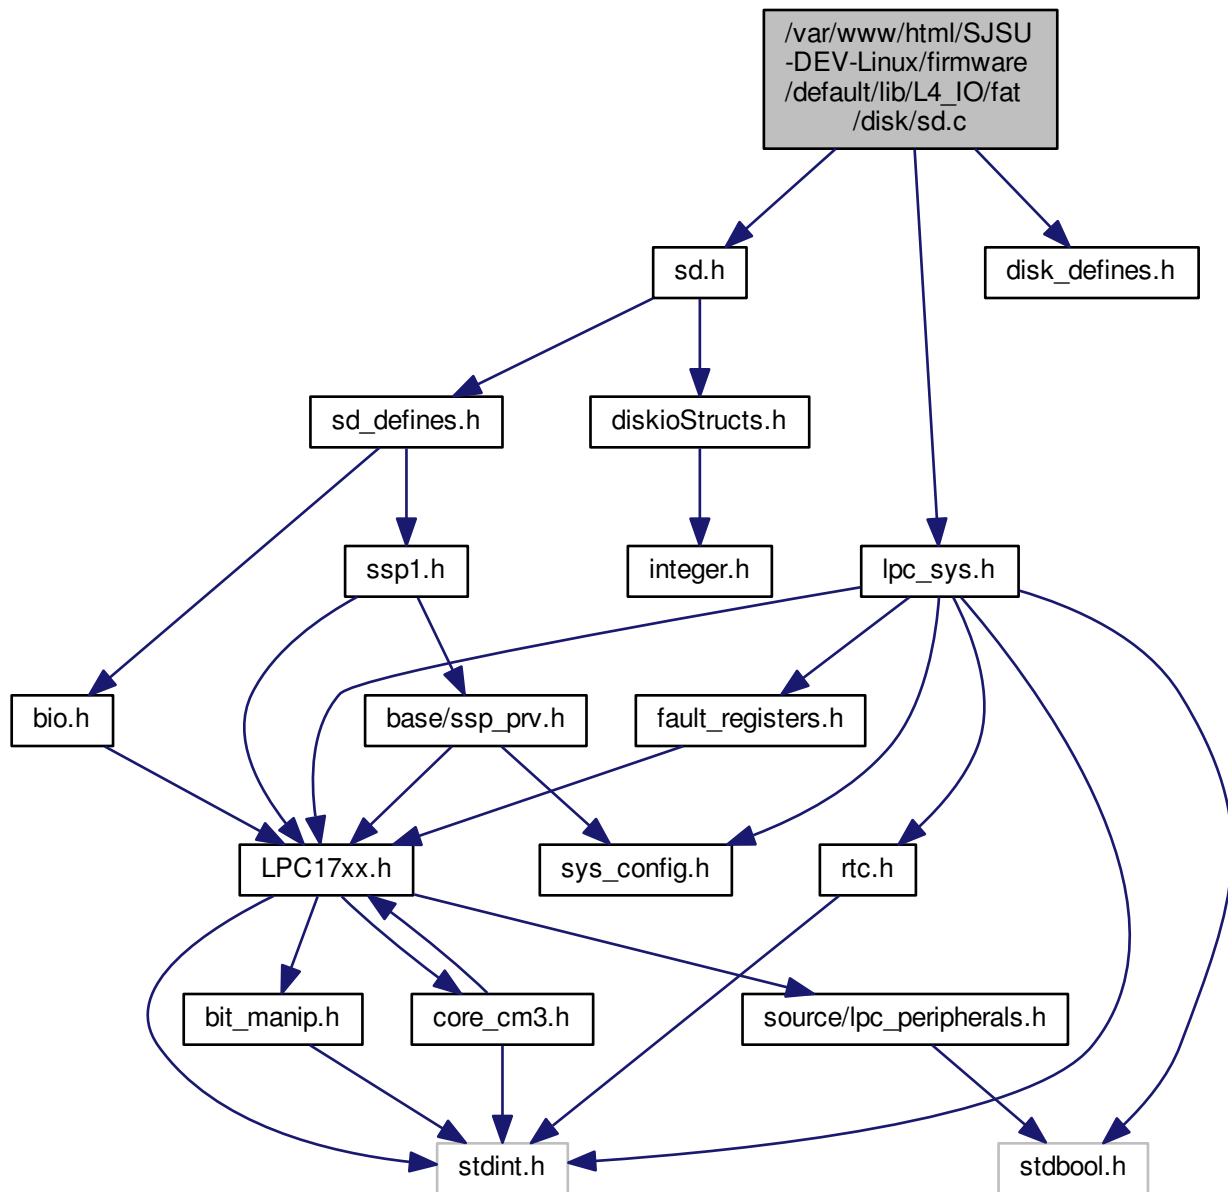 /var/www/html/SJSU
-DEV-Linux/firmware
/default/lib/L4_IO/fat
/disk/sd.c
sd.h
disk_defines.h
sd_defines.h
diskioStructs.h
ssp1.h
integer.h
lpc_sys.h
bio.h
base/ssp_prv.h
fault_registers.h
LPC17xx.h
sys_config.h
rtc.h
bit_manip.h
core_cm3.h
source/lpc_peripherals.h
stdint.h
stdbool.h